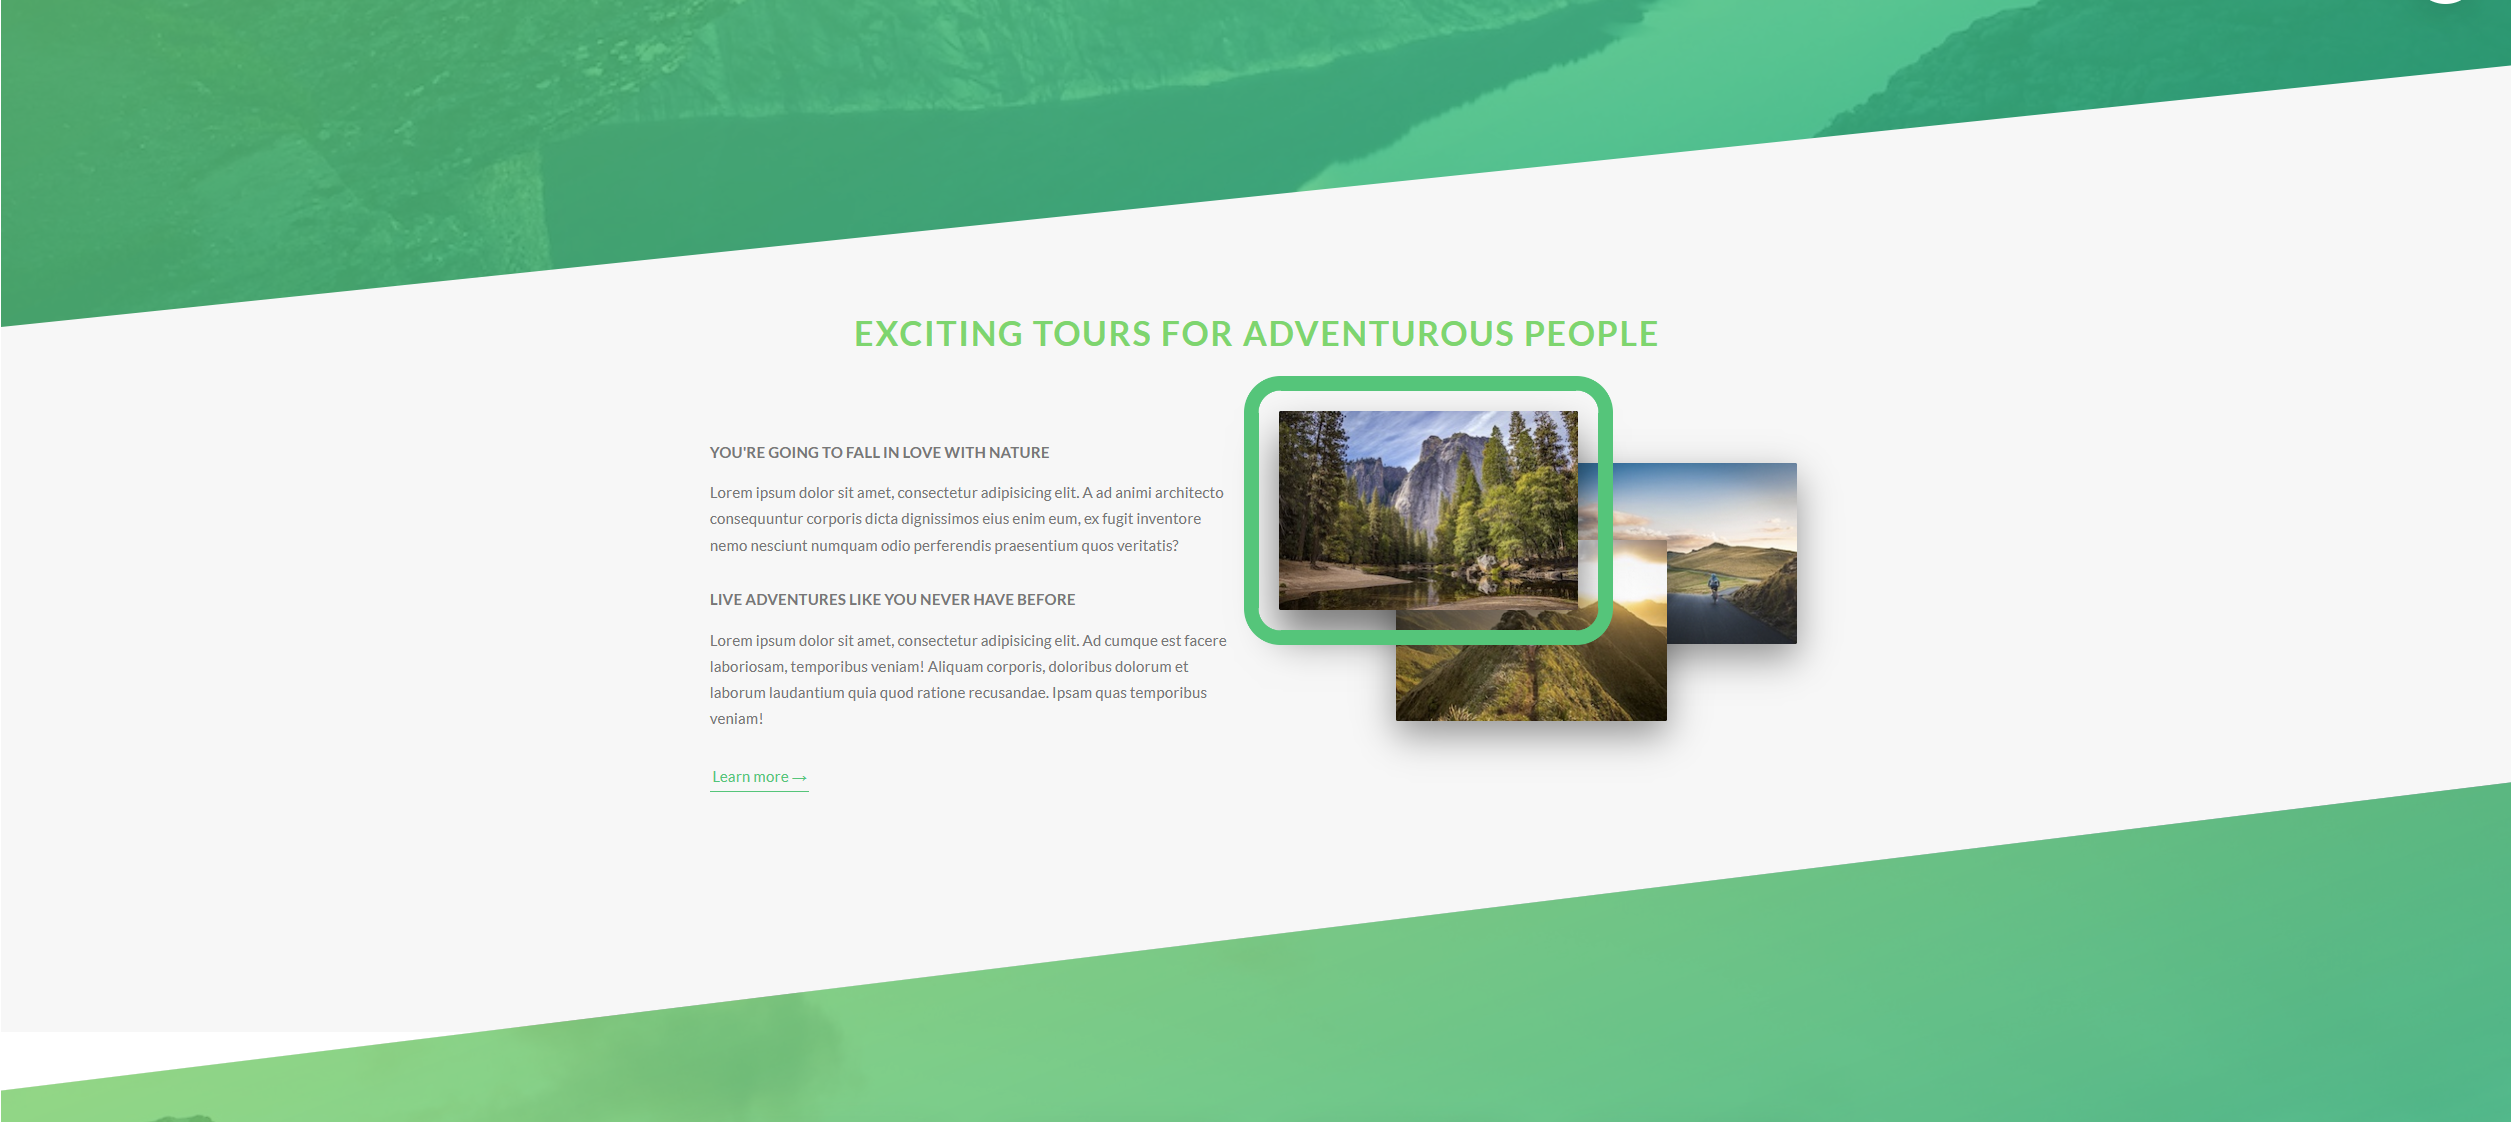 EXCITING TOURS FOR ADVENTUROUS PEOPLE
YOU'RE GOING TO FALL IN LOVE WITH NATURE
Lorem ipsum dolor sit amet, consectetur adipisicing elit. A ad animi architecto
consequuntur corporis dicta dignissimos eius enim eum, ex fugit inventore
nemo nesciunt numquam odio perferendis praesentium quos veritatis?
LIVE ADVENTURES LIKE YOU NEVER HAVE BEFORE
Lorem ipsum dolor sit amet, consectetur adipisicing elit. Ad cumque est facere
laboriosam, temporibus veniam! Aliquam corporis, doloribus dolorum et
laborum laudantium quia quod ratione recusandae. Ipsam quas temporibus
veniam!
Learn more →